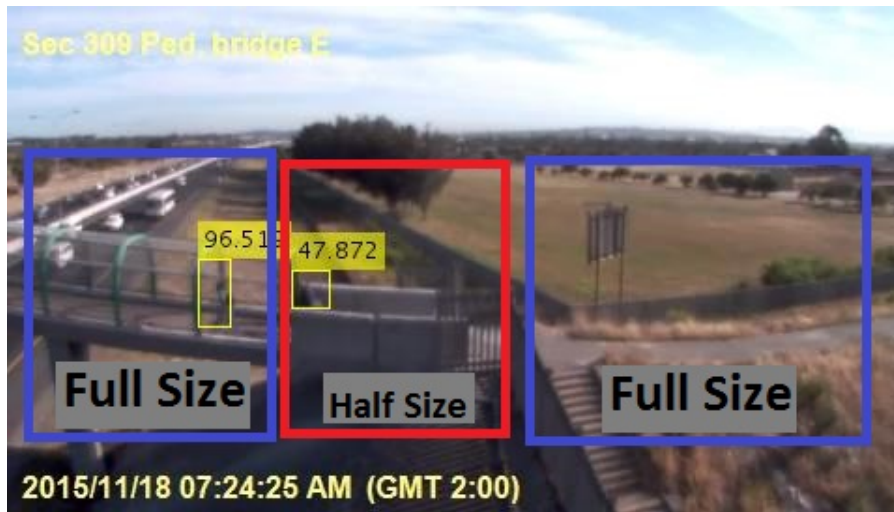 Sec 309 Ped. bridge E
96.519
47.872
Full Size
Half Size
Full Size
2015/11/18 07:24:25 AM (GMT 2:00)